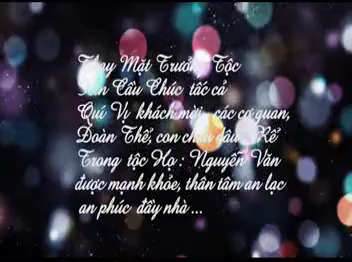 Thay Mặt Trưởng Tộc
Xin Cầu Chúc tất cả
Quí Vị khách mời, các cơ quan,
Đoàn Thể, con cháu dâu Rể
Trong tộc Họ : Nguyễn Văn
được mạnh khỏe, thân tâm an lạc
an phúc đầy nhà ...